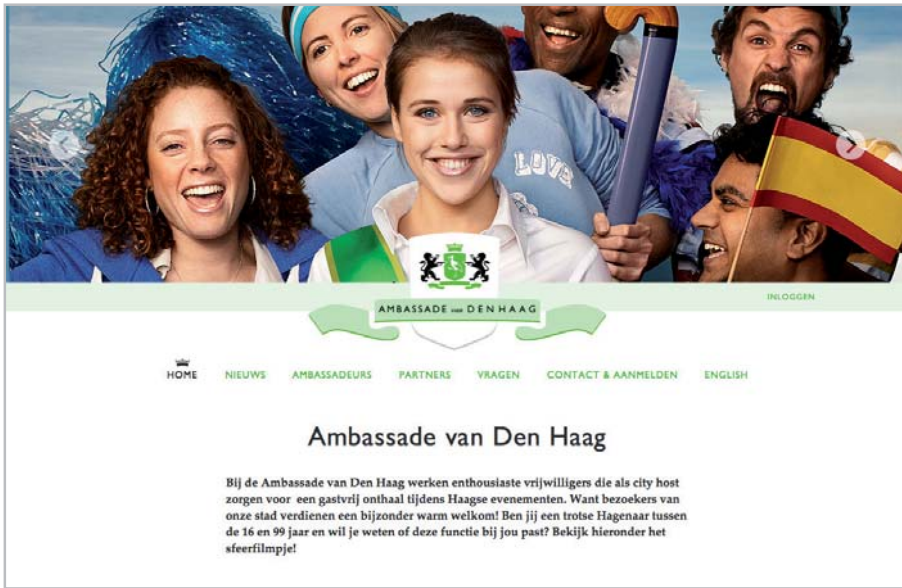 LOVE
INLOGGEN
AMBASSADE VAN DEN HAAG
HOME NIEUWS AMBASSADEURS PARTNERS VRAGEN CONTACT & AANMELDEN ENGLISH
Ambassade van Den Haag
Bij de Ambassade van Den Haag werken enthousiaste vrijwilligers die als city host
zorgen voor een gastvrij onthaal tijdens Haagse evenementen. Want bezoekers van
onze stad verdienen een bijzonder warm welkom! Ben jij een trotse Hagenaar tussen
de 16 en 99 jaar en wil je weten of deze functie bij jou past? Bekijk hieronder het
sfeerfilmpje!